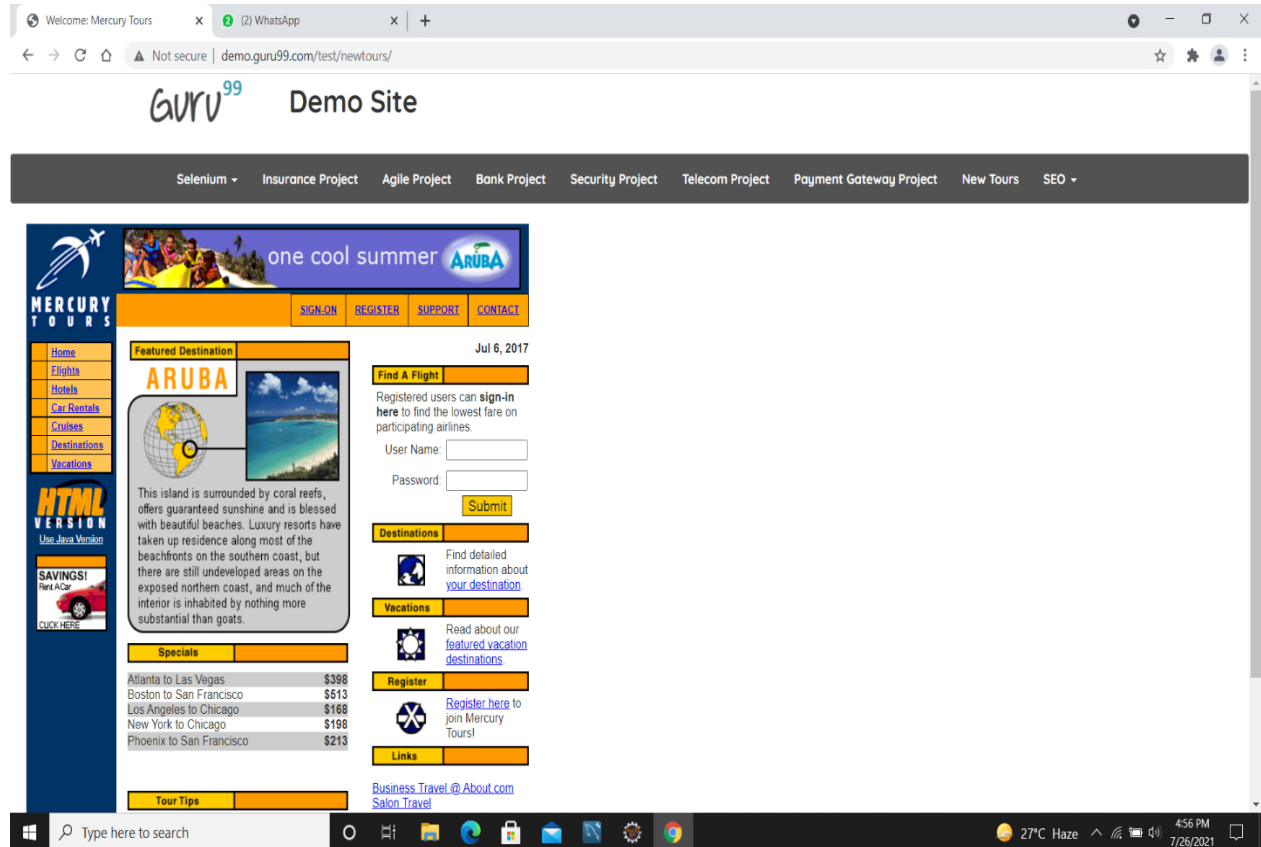 Welcome: Mercury Tours
2 (2) WhatsApp
Not secure | demo.guru99.com/test/newtours/
GURU99 Demo Site
Selenium Insurance Project Agile Project Bank Project Security Project Telecom Project Payment Gateway Project New Tours SEO
one cool summer ARUBA
MERCURY
TOURS
SIGN-ON REGISTER SUPPORT CONTACT
Home
Flights
Hotels
Car Rentals
Cruises
Destinations
Vacations
HTML
VERSION
Use Java Version
SAVINGS!
Rent A Car
CLICK HERE
Featured Destination
ARUBA
This island is surrounded by coral reefs,
offers guaranteed sunshine and is blessed
with beautiful beaches. Luxury resorts have
taken up residence along most of the
beachfronts on the southern coast, but
there are still undeveloped areas on the
exposed northern coast, and much of the
interior is inhabited by nothing more
substantial than goats.
Specials
Atlanta to Las Vegas $398
Boston to San Francisco $513
Los Angeles to Chicago $168
New York to Chicago $198
Phoenix to San Francisco $213
Tour Tips
Jul 6, 2017
Find A Flight
Registered users can sign-in
here to find the lowest fare on
participating airlines.
User Name:
Password:
Submit
Destinations
Find detailed
information about
your destination.
Vacations
Read about our
featured vacation
destinations.
Register
Register here to
join Mercury
Tours!
Links
Business Travel @ About.com
Salon Travel
Type here to search
27°C Haze
4:56 PM
7/26/2021